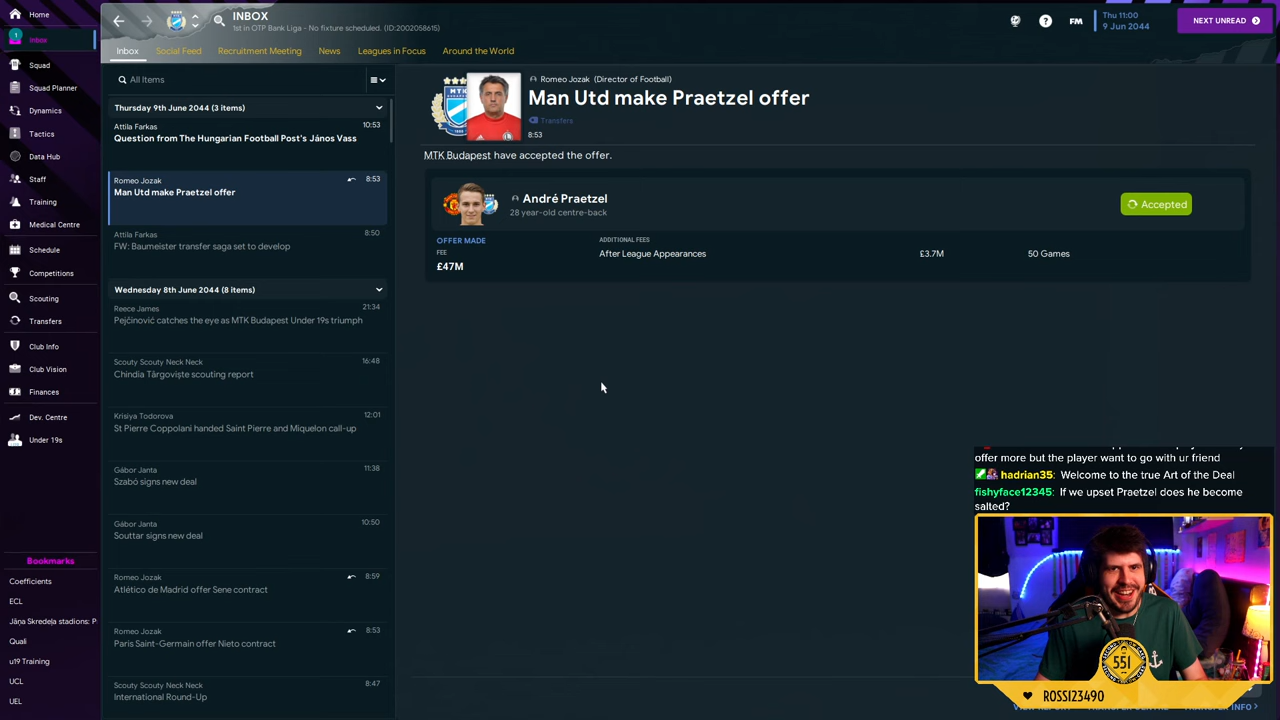 Home
INBOX
1st in OTP Bank Liga - No fixture scheduled. (ID:2002058615)
FM
Thu 11:00
9 Jun 2044
NEXT UNREAD
1
Inbox
Squad
Squad Planner
Dynamics
Tactics
Data Hub
Staff
Training
Medical Centre
Schedule
Competitions
Scouting
Transfers
Club Info
Club Vision
Finances
Dev. Centre
Under 19s
Bookmarks
Coefficients
ECL
Jāņa Skredeļa stadions: P
Quali
u19 Training
UCL
UEL
Inbox
Social Feed
Recruitment Meeting
News
Leagues in Focus
Around the World
All Items
Thursday 9th June 2044 (3 items)
Attila Farkas
10:53
Question from The Hungarian Football Post's János Vass
Romeo Jozak
8:53
Man Utd make Praetzel offer
Attila Farkas
8:50
FW: Baumeister transfer saga set to develop
Wednesday 8th June 2044 (8 items)
Reece James
21:34
Pejčinović catches the eye as MTK Budapest Under 19s triumph
Scouty Scouty Neck Neck
16:48
Chindia Târgoviște scouting report
Krisiya Todorova
12:01
St Pierre Coppolani handed Saint Pierre and Miquelon call-up
Gábor Janta
11:38
Szabó signs new deal
Gábor Janta
10:50
Souttar signs new deal
Romeo Jozak
8:59
Atlético de Madrid offer Sene contract
Romeo Jozak
8:53
Paris Saint-Germain offer Nieto contract
Scouty Scouty Neck Neck
8:47
International Round-Up
Romeo Jozak (Director of Football)
Man Utd make Praetzel offer
Transfers
8:53
MTK Budapest have accepted the offer.
André Praetzel
28 year-old centre-back
Accepted
OFFER MADE
FEE
£47M
ADDITIONAL FEES
After League Appearances
£3.7M
50 Games
offer more but the player want to go with ur friend
hadrian35: Welcome to the true Art of the Deal
fishyface12345: If we upset Praetzel does he become
salted?
551
ROSSI23490